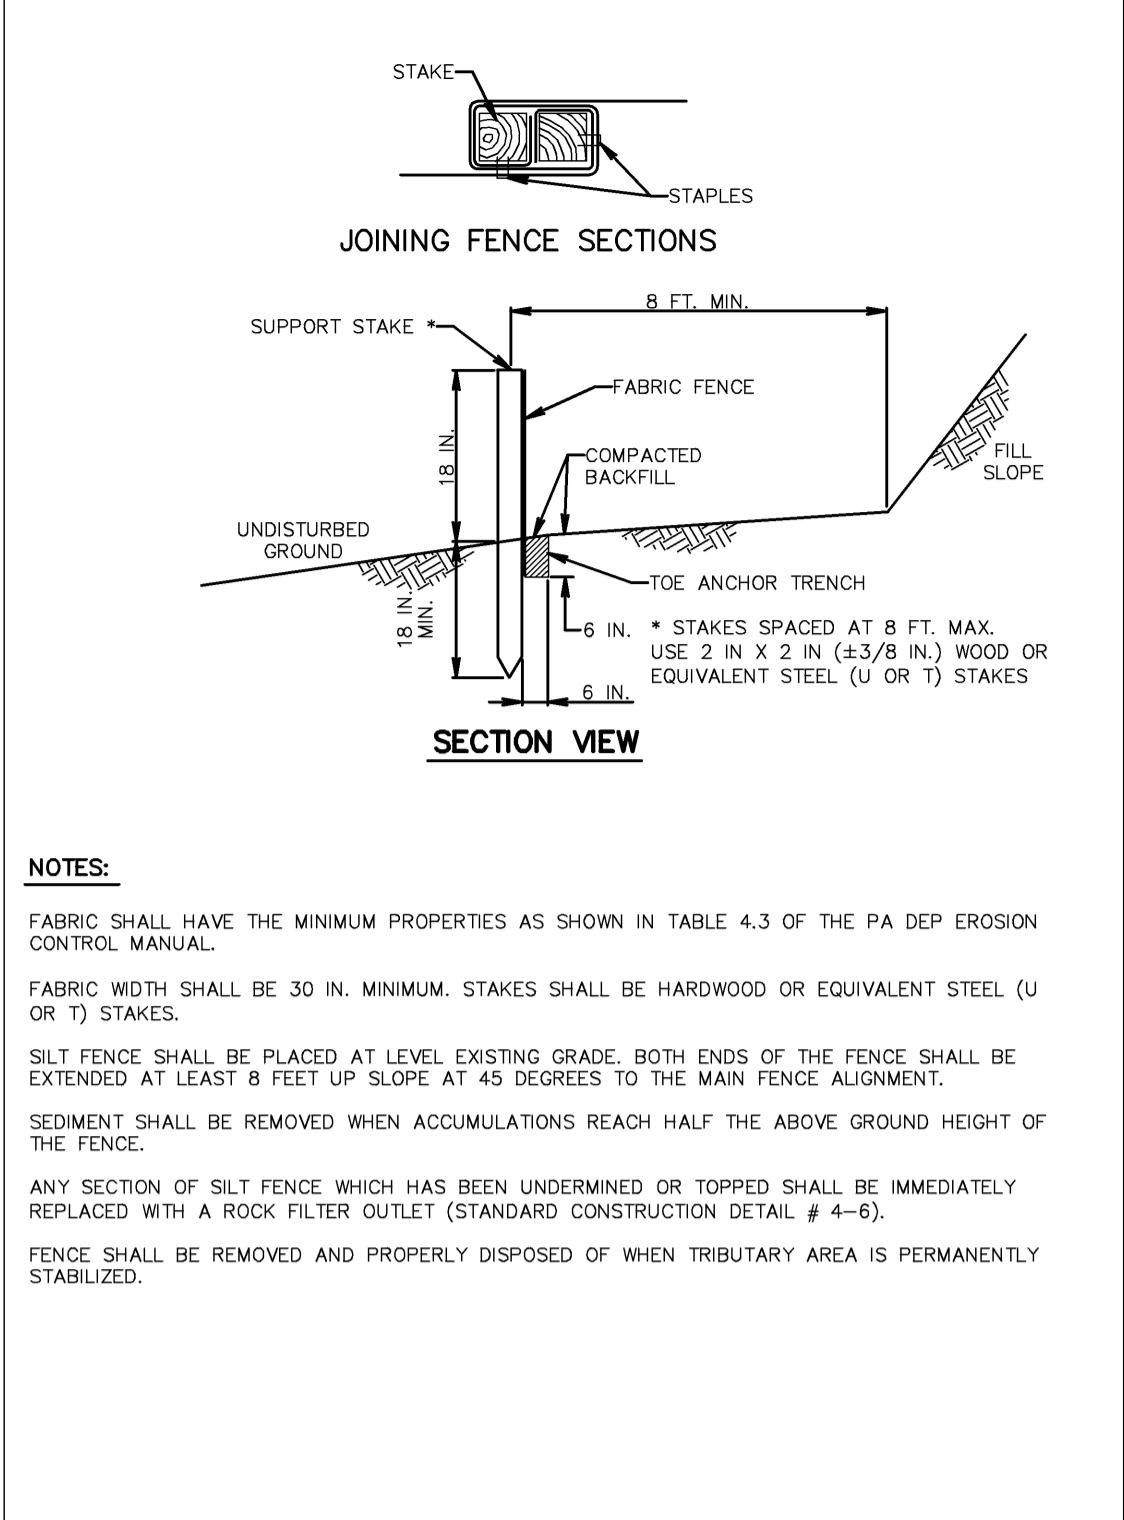 STAKE
STAPLES
JOINING FENCE SECTIONS
8 FT. MIN.
SUPPORT STAKE *
FABRIC FENCE
18 IN.
COMPACTED
BACKFILL
FILL
SLOPE
UNDISTURBED
GROUND
TOE ANCHOR TRENCH
18 IN.
MIN.
6 IN.
* STAKES SPACED AT 8 FT. MAX.
USE 2 IN X 2 IN (±3/8 IN.) WOOD OR
EQUIVALENT STEEL (U OR T) STAKES
6 IN.
SECTION VIEW
NOTES:
FABRIC SHALL HAVE THE MINIMUM PROPERTIES AS SHOWN IN TABLE 4.3 OF THE PA DEP EROSION
CONTROL MANUAL.
FABRIC WIDTH SHALL BE 30 IN. MINIMUM. STAKES SHALL BE HARDWOOD OR EQUIVALENT STEEL (U
OR T) STAKES.
SILT FENCE SHALL BE PLACED AT LEVEL EXISTING GRADE. BOTH ENDS OF THE FENCE SHALL BE
EXTENDED AT LEAST 8 FEET UP SLOPE AT 45 DEGREES TO THE MAIN FENCE ALIGNMENT.
SEDIMENT SHALL BE REMOVED WHEN ACCUMULATIONS REACH HALF THE ABOVE GROUND HEIGHT OF
THE FENCE.
ANY SECTION OF SILT FENCE WHICH HAS BEEN UNDERMINED OR TOPPED SHALL BE IMMEDIATELY
REPLACED WITH A ROCK FILTER OUTLET (STANDARD CONSTRUCTION DETAIL # 4–6).
FENCE SHALL BE REMOVED AND PROPERLY DISPOSED OF WHEN TRIBUTARY AREA IS PERMANENTLY
STABILIZED.